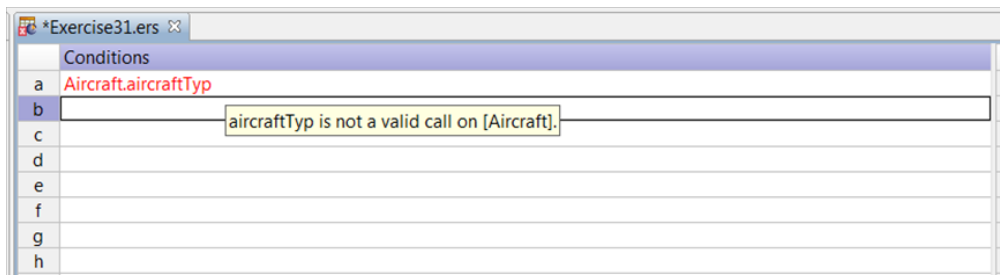 *Exercise31.ers
Conditions
a Aircraft.aircraftTyp
b
aircraftTyp is not a valid call on [Aircraft].
c
d
e
f
g
h